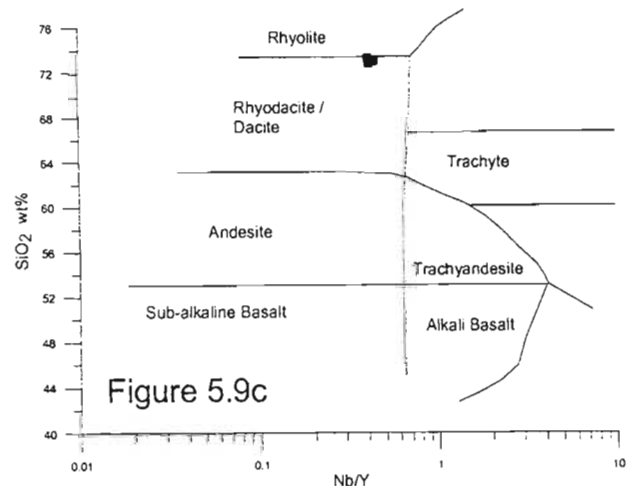 76
Rhyolite
72
Rhyodacite /
Dacite
68
Trachyte
64
60
Andesite
SiO₂ wt%
56
Trachyandesite
52
Sub-alkaline Basalt
Alkali Basalt
48
44
Figure 5.9c
40
0.01
0.1
1
10
Nb/Y